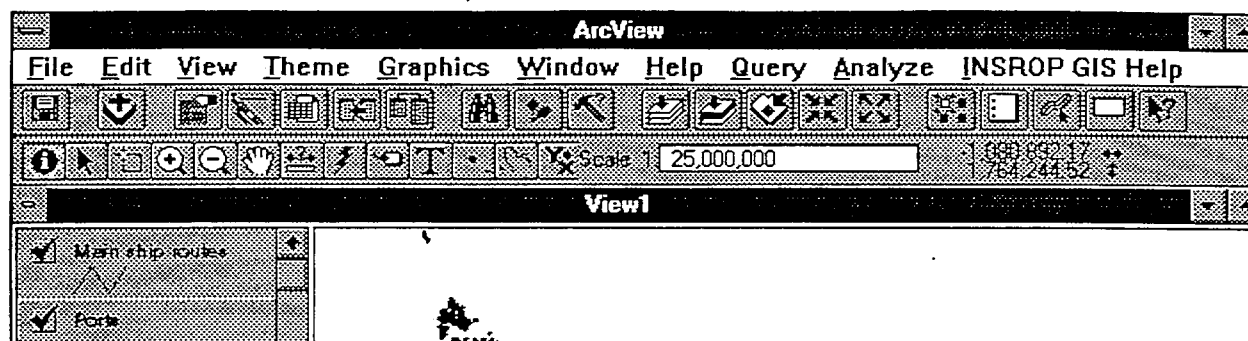 ArcView
File Edit View Theme Graphics Window Help Query Analyze INSROP GIS Help
Scale 1: 25,000,000
View1
Main ship routes
Ports